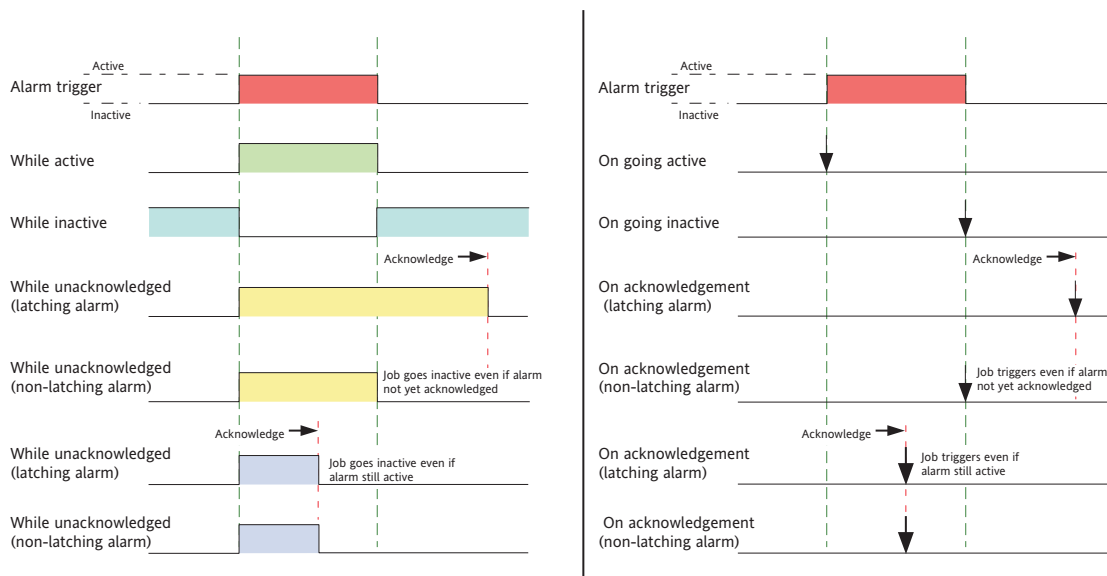 Active
Alarm trigger
Inactive
While active
While inactive
Acknowledge
While unacknowledged
(latching alarm)
While unacknowledged
(non-latching alarm)
Job goes inactive even if alarm
not yet acknowledged
Acknowledge
While unacknowledged
(latching alarm)
Job goes inactive even if
alarm still active
While unacknowledged
(non-latching alarm)
Active
Alarm trigger
Inactive
On going active
On going inactive
Acknowledge
On acknowledgement
(latching alarm)
On acknowledgement
(non-latching alarm)
Job triggers even if alarm
not yet acknowledged
Acknowledge
On acknowledgement
(latching alarm)
Job triggers even if
alarm still active
On acknowledgement
(non-latching alarm)